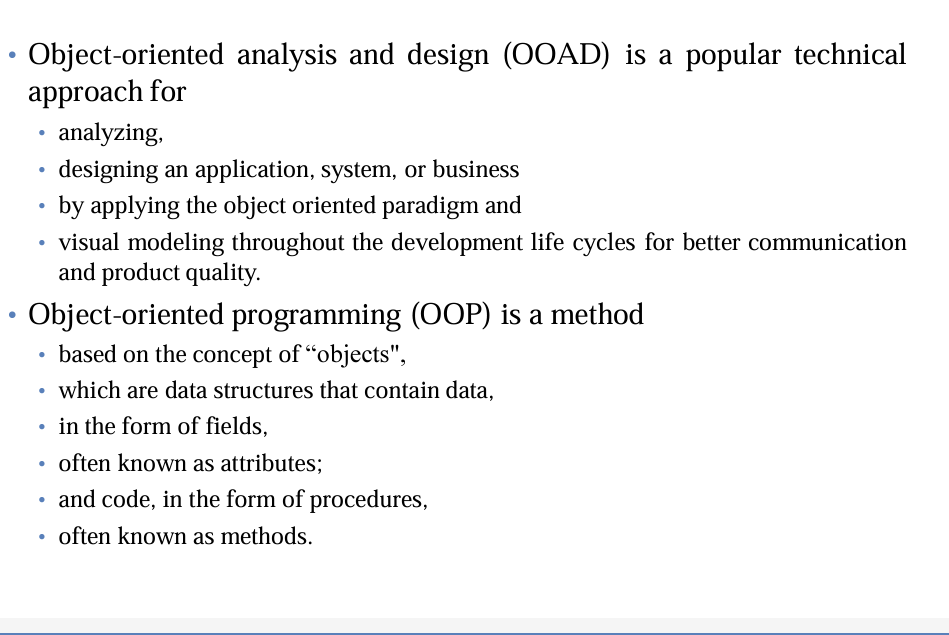 • Object-oriented analysis and design (OOAD) is a popular technical
approach for
• analyzing,
• designing an application, system, or business
• by applying the object oriented paradigm and
• visual modeling throughout the development life cycles for better communication
and product quality.
• Object-oriented programming (OOP) is a method
• based on the concept of “objects",
• which are data structures that contain data,
• in the form of fields,
• often known as attributes;
• and code, in the form of procedures,
• often known as methods.